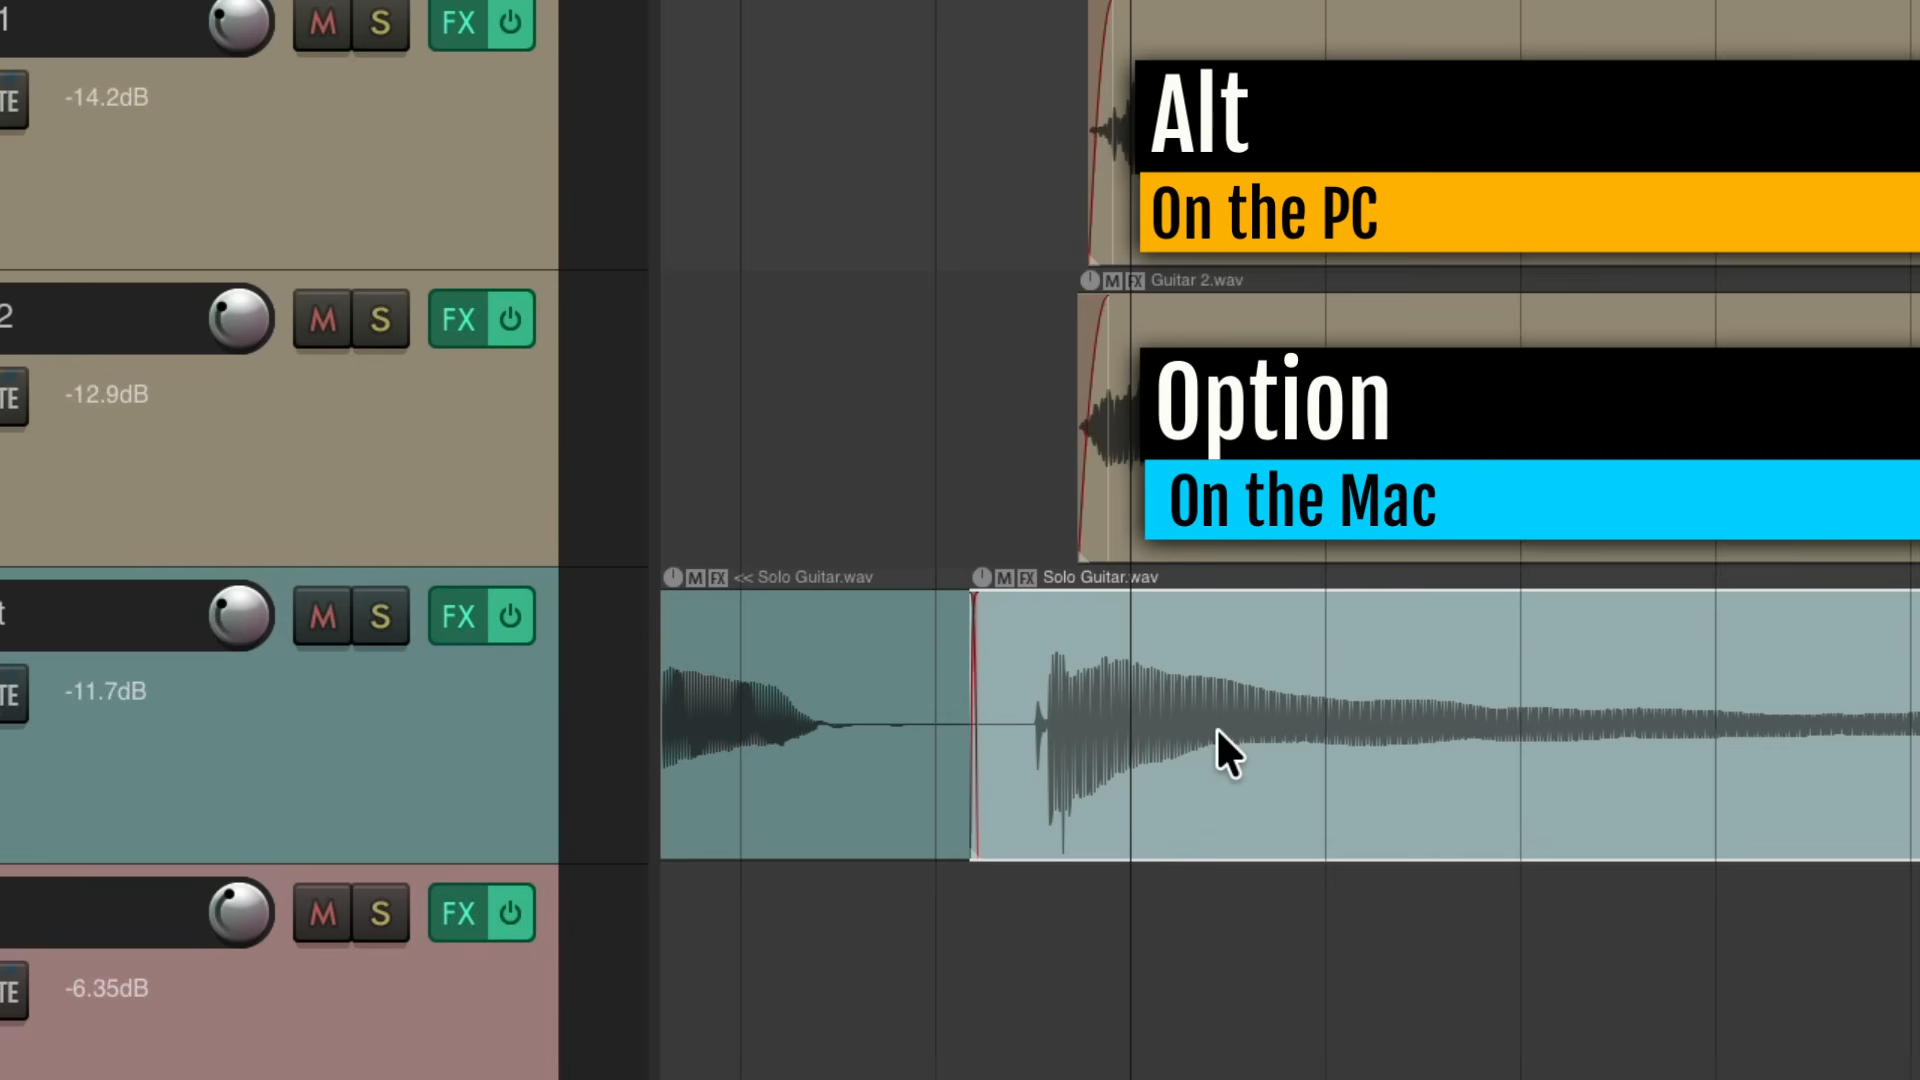 1
M S FX
TE
-14.2dB
Alt
On the PC
M FX Guitar 2.wav
2
M S FX
TE
-12.9dB
Option
On the Mac
M FX << Solo Guitar.wav
M FX Solo Guitar.wav
t
M S FX
TE
-11.7dB
M S FX
TE
-6.35dB